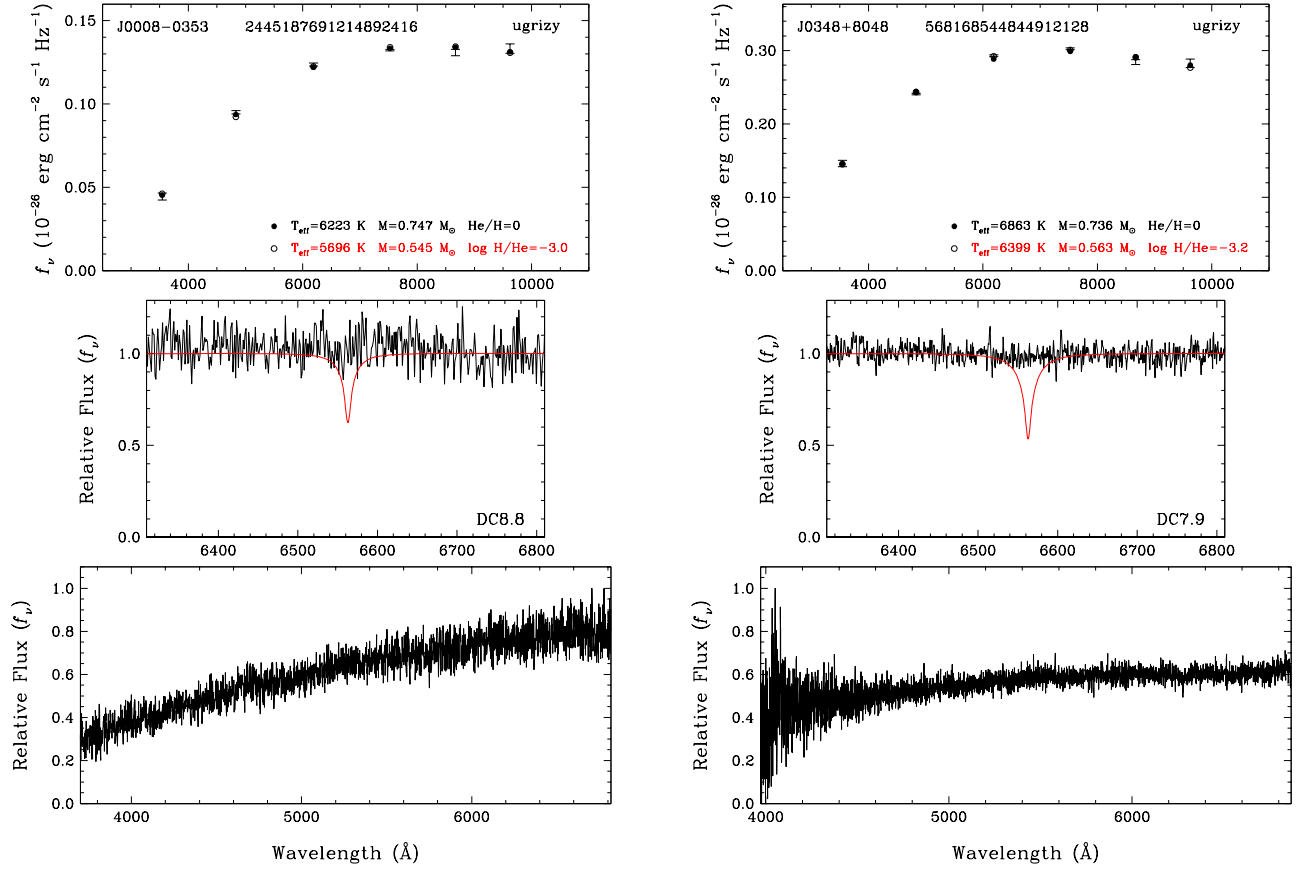 J0008-0353 2445187691214892416 ugrizy
0.15
0.10
0.05
0.00
f_ν (10^−26 erg cm^−2 s^−1 Hz^−1)
T_eff=6223 K M=0.747 M⊙ He/H=0
T_eff=5696 K M=0.545 M⊙ log H/He=−3.0
4000 6000 8000 10000
J0348+8048 568168544844912128 ugrizy
0.30
0.20
0.10
0.00
f_ν (10^−26 erg cm^−2 s^−1 Hz^−1)
T_eff=6863 K M=0.736 M⊙ He/H=0
T_eff=6399 K M=0.563 M⊙ log H/He=−3.2
4000 6000 8000 10000
1.0
0.5
0.0
Relative Flux (f_ν)
DC8.8
6400 6500 6600 6700 6800
1.0
0.5
0.0
Relative Flux (f_ν)
DC7.9
6400 6500 6600 6700 6800
1.0
0.8
0.6
0.4
0.2
0.0
Relative Flux (f_ν)
4000 5000 6000
Wavelength (Å)
1.0
0.8
0.6
0.4
0.2
0.0
Relative Flux (f_ν)
4000 5000 6000
Wavelength (Å)